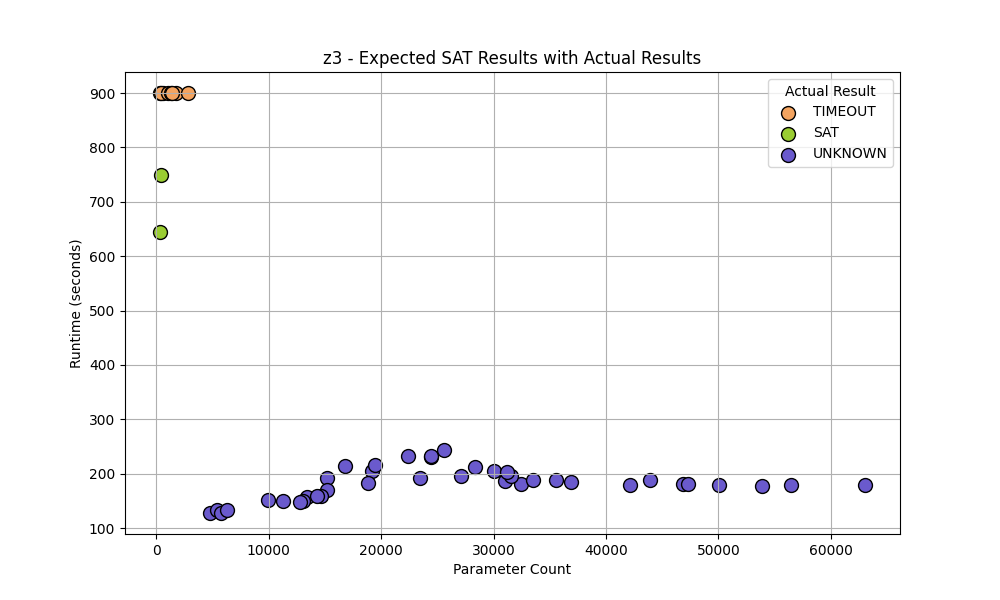 z3 - Expected SAT Results with Actual Results
Actual Result
TIMEOUT
SAT
UNKNOWN
Runtime (seconds)
900
800
700
600
500
400
300
200
100
0 10000 20000 30000 40000 50000 60000
Parameter Count